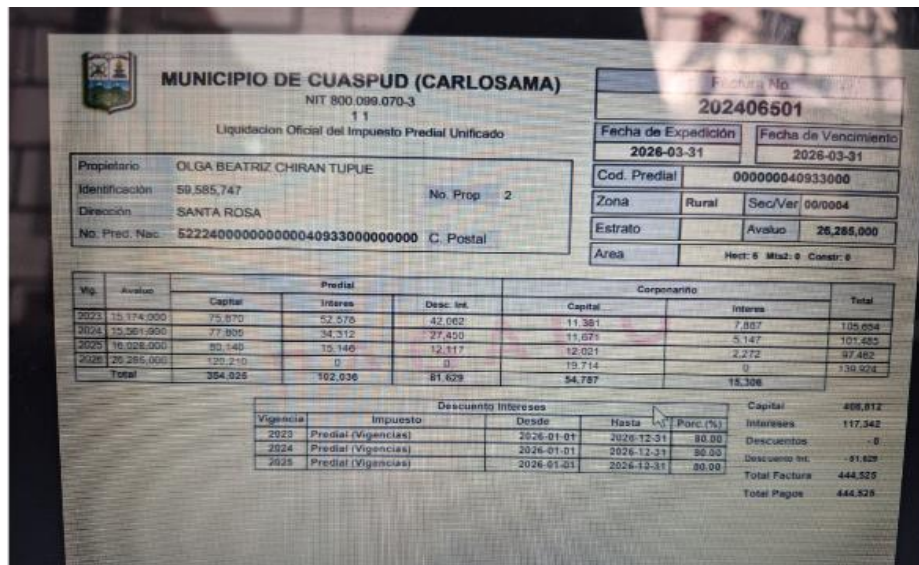 MUNICIPIO DE CUASPUD (CARLOSAMA)
NIT 800.099.070-3
1 1
Liquidacion Oficial del Impuesto Predial Unificado
Factura No.
202406501
Fecha de Expedición Fecha de Vencimiento
2026-03-31 2026-03-31
Propietario OLGA BEATRIZ CHIRAN TUPUE
Identificación 59,585,747 No. Prop 2
Dirección SANTA ROSA
No. Pred. Nac. C. Postal
Cod. Predial 000000040933000
Zona Rural Sec/Ver 00/0004
Estrato Avaluo 26,285,000
Area Hect: 6 Mts2: 0 Constr: 0
Vig. Avaluo Predial Corponariño Total
Capital Interes Desc. Int. Capital Interes
2023 15,174,000 75,870 52,578 42,062 11,381 7,887 105,654
2024 15,561,000 77,805 34,312 27,450 11,671 5,147 101,485
2025 16,028,000 80,140 15,146 12,117 12,021 2,272 97,462
2026 26,285,000 120,210 0 0 19,714 0 139,924
Total 354,025 102,036 81,629 54,787 15,306
Descuento Intereses
Vigencia Impuesto Desde Hasta Porc.(%)
2023 Predial (Vigencias) 2026-01-01 2026-12-31 80.00
2024 Predial (Vigencias) 2026-01-01 2026-12-31 80.00
2025 Predial (Vigencias) 2026-01-01 2026-12-31 80.00
Capital 408,812
Intereses 117,342
Descuentos - 0
Descuento Int. - 81,629
Total Factura 444,525
Total Pagos 444,525